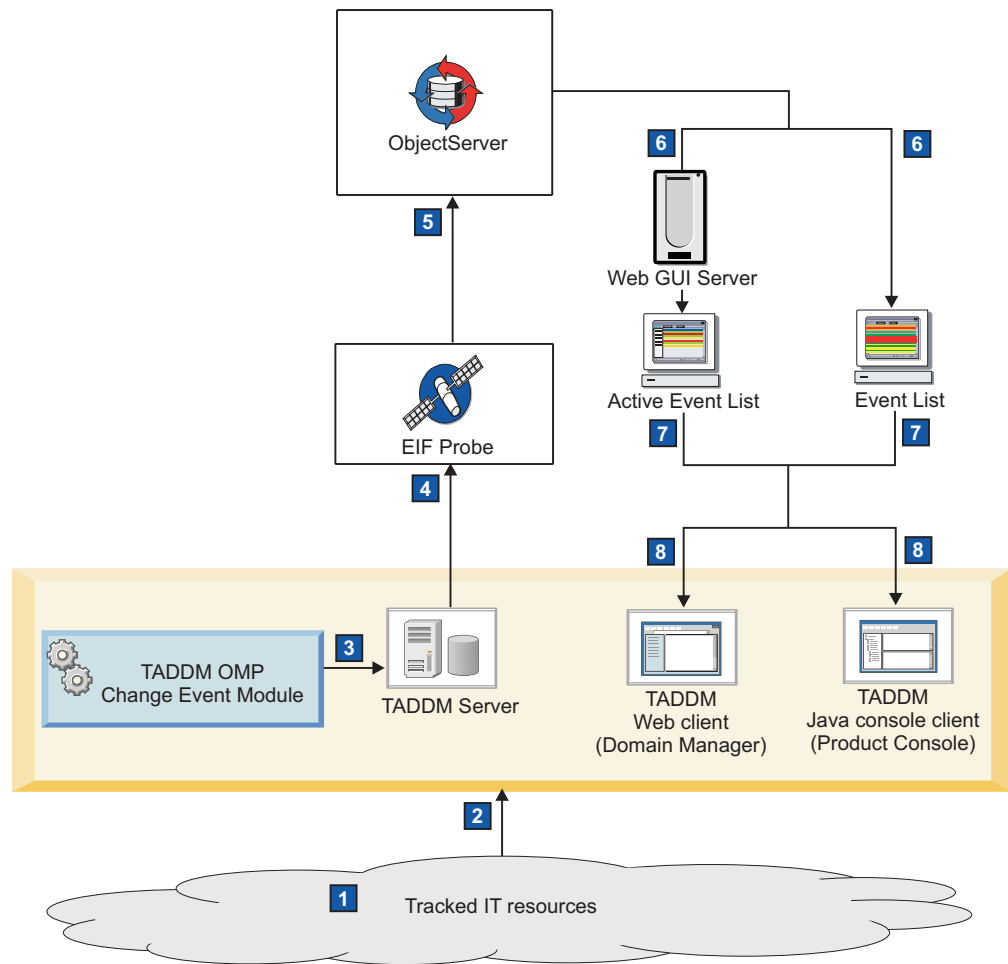 ObjectServer
6
6
5
Web GUI Server
Active Event List
Event List
EIF Probe
7
7
4
8
8
3
TADDM OMP
Change Event Module
TADDM Server
TADDM
Web client
(Domain Manager)
TADDM
Java console client
(Product Console)
2
1
Tracked IT resources